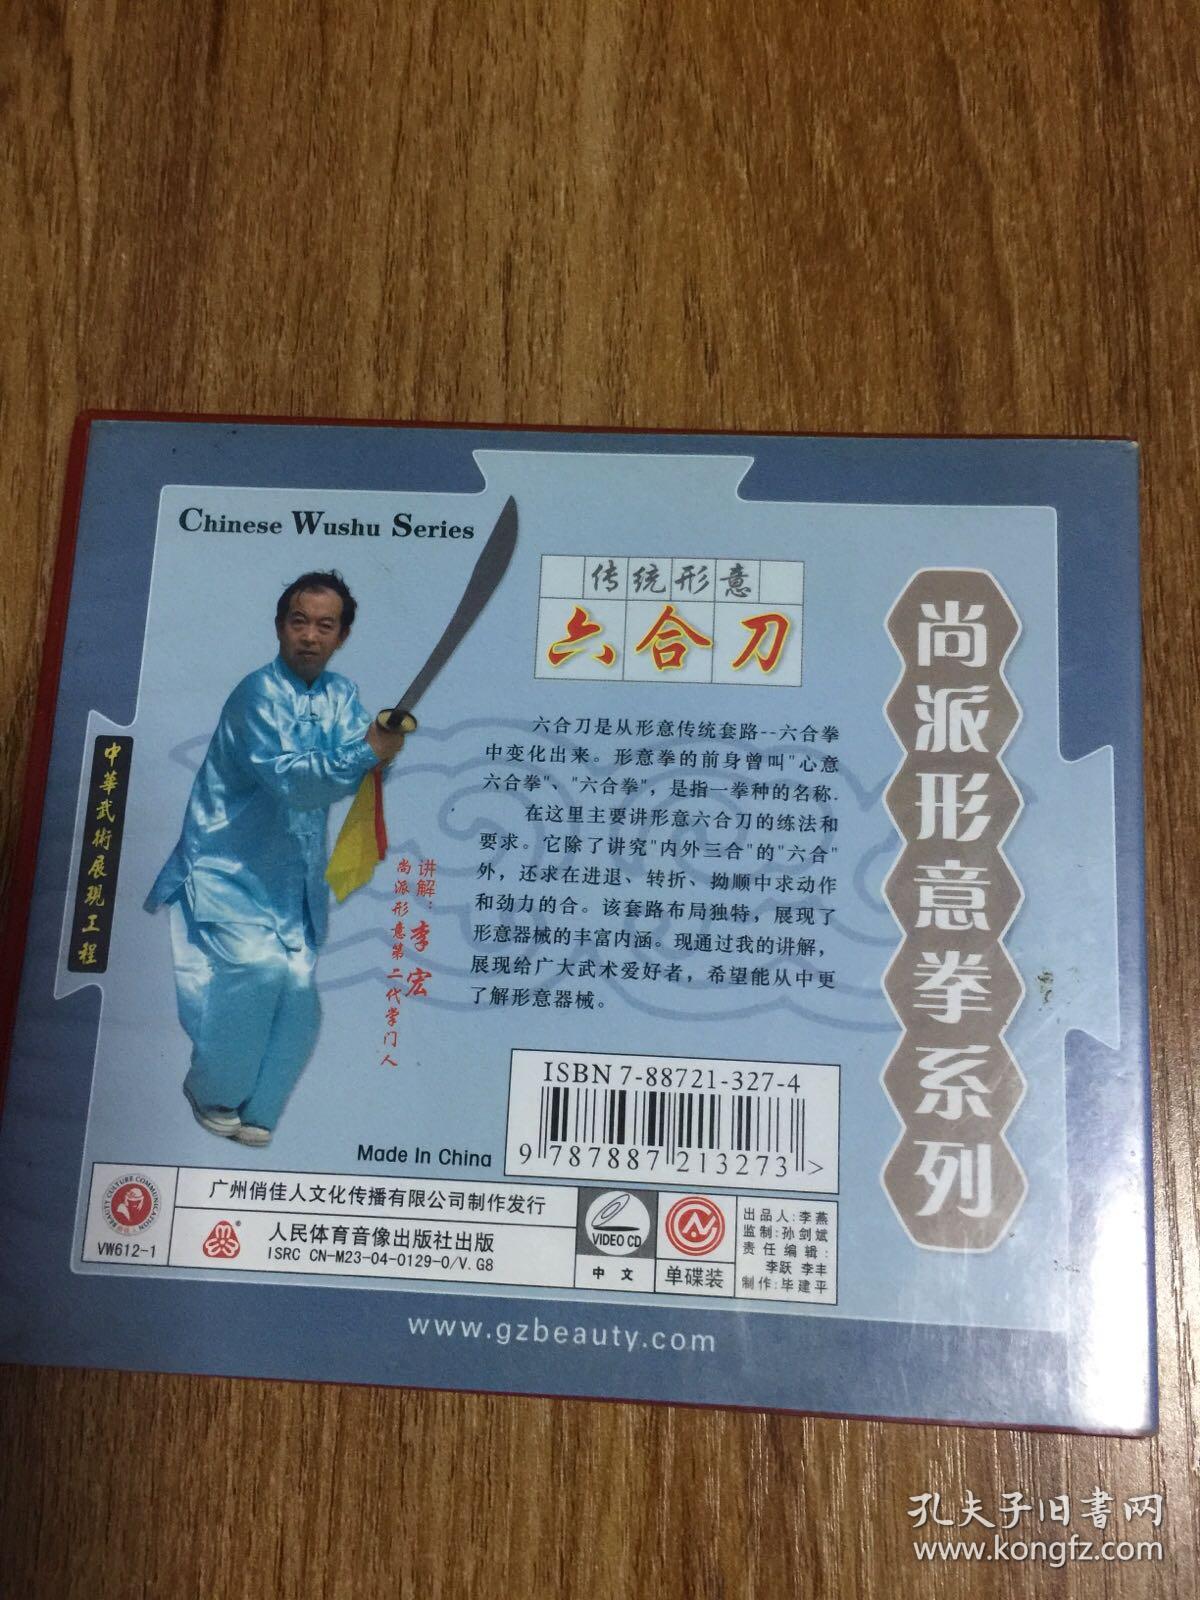 Chinese Wushu Series
传统形意
六合刀
六合刀是从形意传统套路--六合拳
中变化出来。形意拳的前身曾叫"心意
六合拳"、"六合拳"，是指一拳种的名称.
在这里主要讲形意六合刀的练法和
要求。它除了讲究"内外三合"的"六合"
外，还求在进退、转折、拗顺中求动作
和劲力的合。该套路布局独特，展现了
形意器械的丰富内涵。现通过我的讲解，
展现给广大武术爱好者，希望能从中更
了解形意器械。
尚派形意拳系列
中華武術展現工程
讲解：李宏
尚派形意第二代掌门人
ISBN 7-88721-327-4
9 787887 213273 >
Made In China
BEAUTY CULTURE COMMUNICATION
VW612-1
广州俏佳人文化传播有限公司制作发行
人民体育音像出版社出版
ISRC CN-M23-04-0129-0/V.G8
VIDEO CD
中 文
单碟装
出品人:李燕
监制:孙剑斌
责任编辑:
李跃 李丰
制作:毕建平
www.gzbeauty.com
孔夫子旧书网
www.kongfz.com